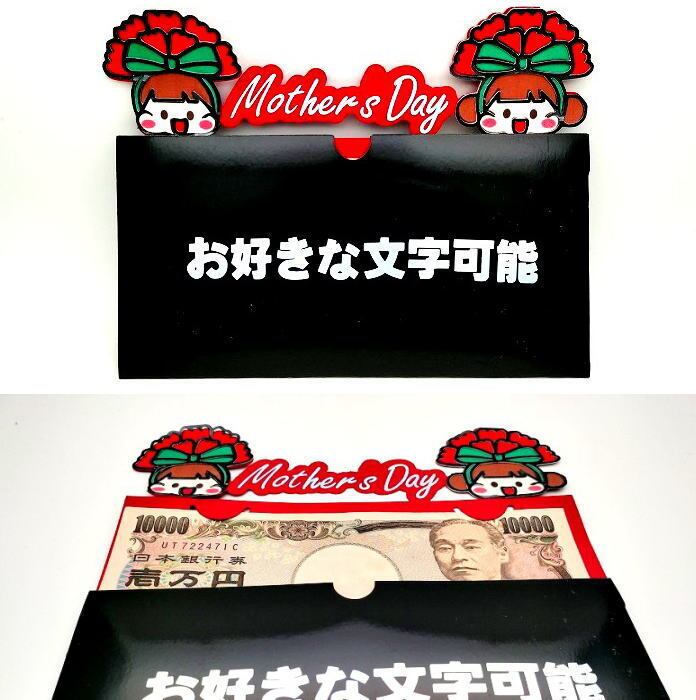 Mother's Day
お好きな文字可能
Mother's Day
10000 10000
UT722471C
日本銀行券
壱万円
お好きな文字可能